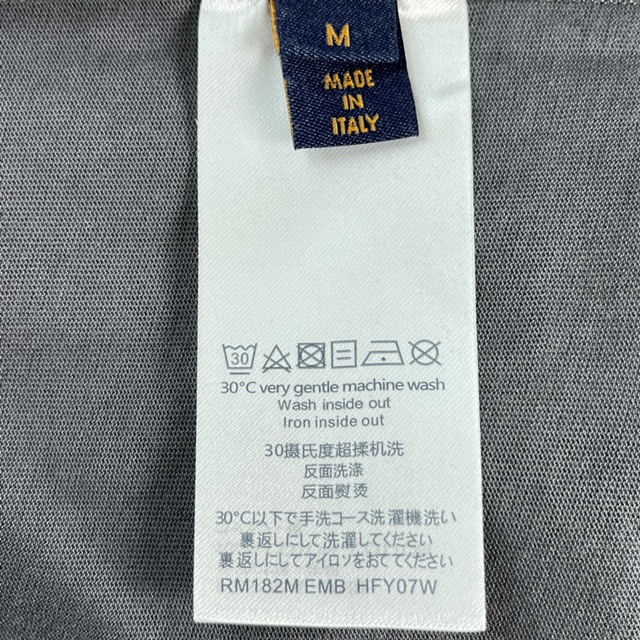 M
MADE
IN
ITALY
30
30°C very gentle machine wash
Wash inside out
Iron inside out
30摄氏度超揉机洗
反面洗涤
反面熨烫
30°C以下で手洗コース洗濯機洗い
裏返しにして洗濯してください
裏返しにしてアイロソをおててください
RM182M EMB HFY07W